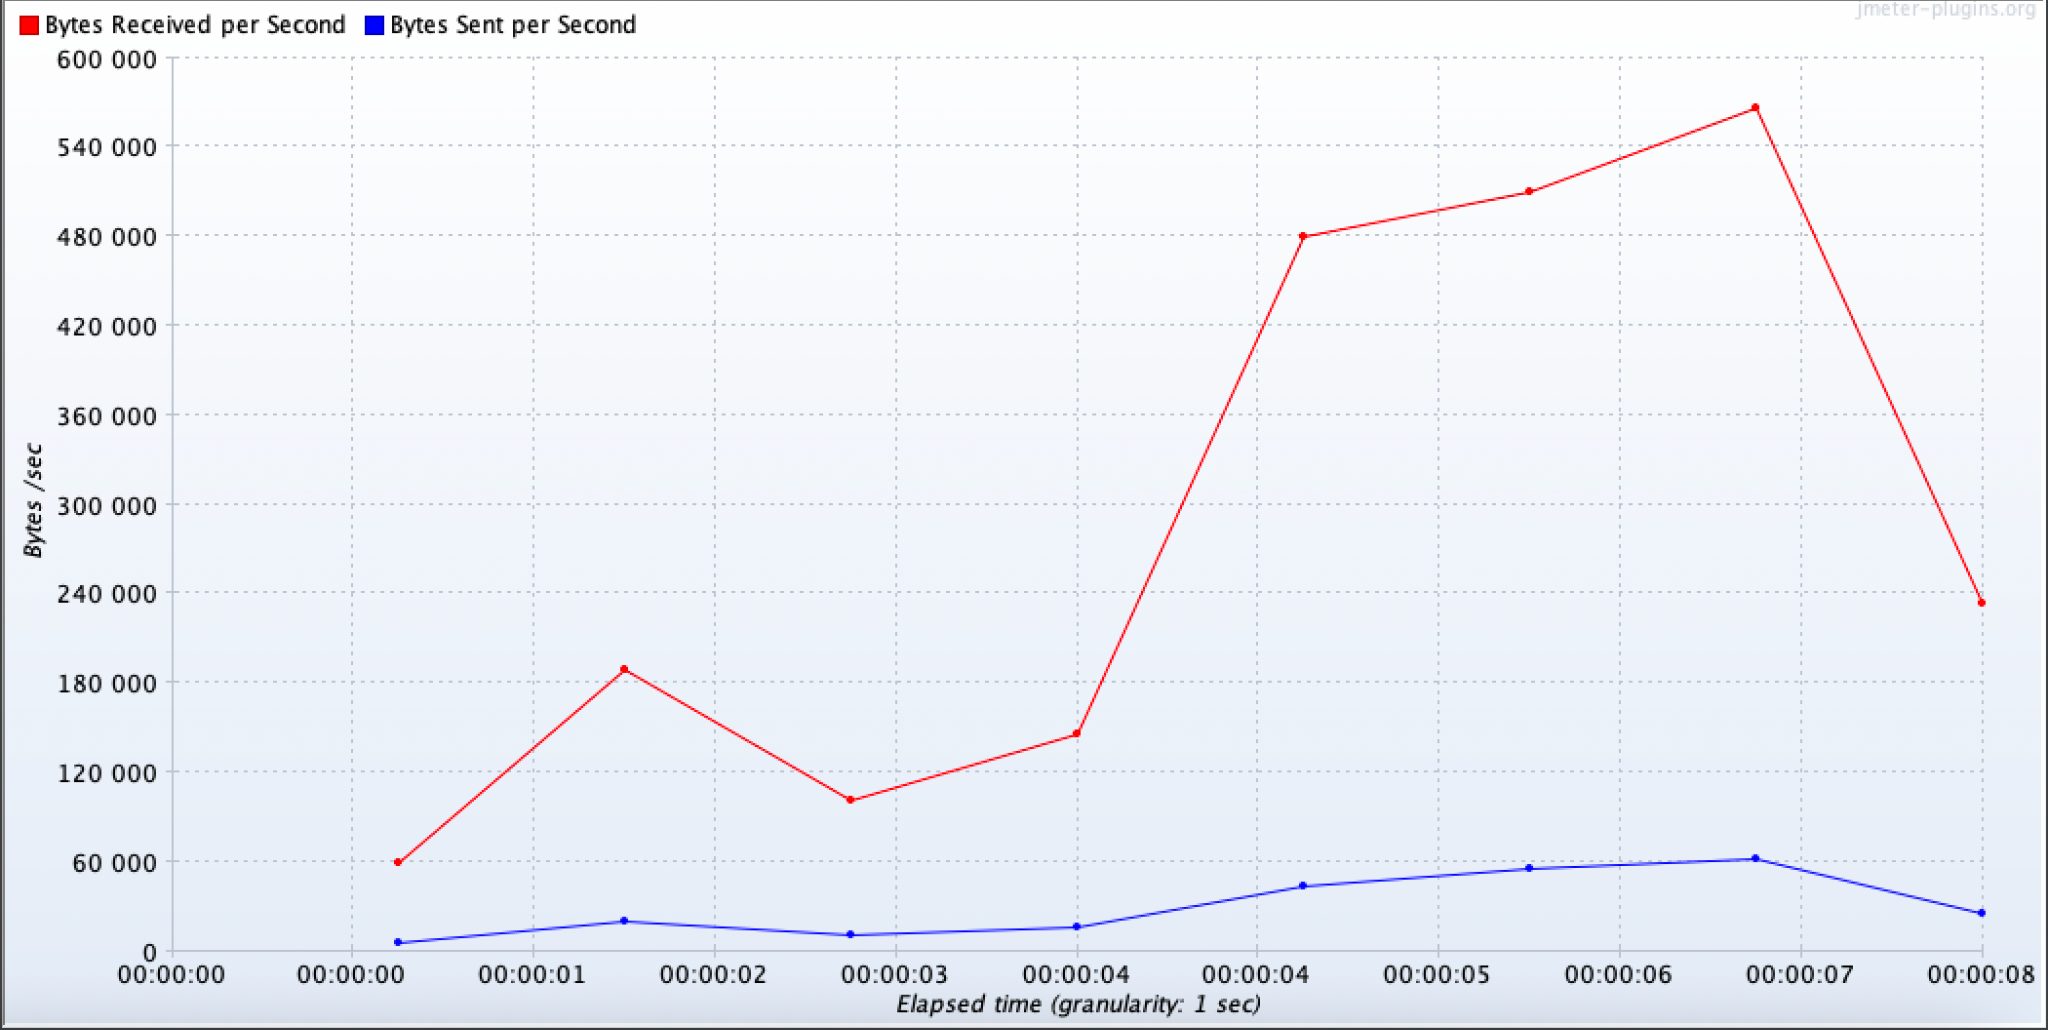 jmeter-plugins.org
Bytes Received per Second Bytes Sent per Second
600 000
540 000
480 000
420 000
360 000
300 000
240 000
180 000
120 000
60 000
0
Bytes /sec
00:00:00 00:00:00 00:00:01 00:00:02 00:00:03 00:00:04 00:00:04 00:00:05 00:00:06 00:00:07 00:00:08
Elapsed time (granularity: 1 sec)